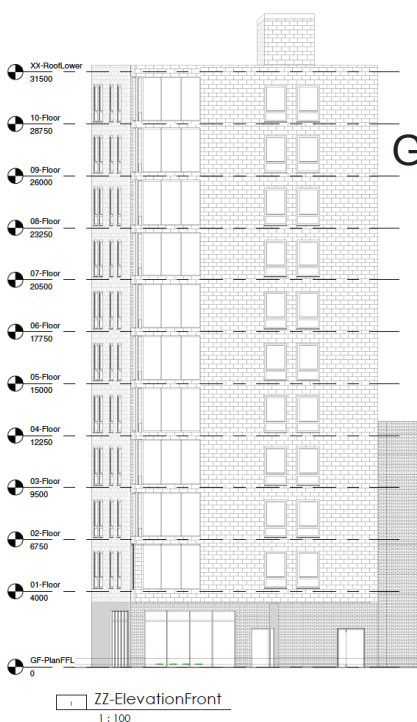 XX-RoofLower
31500
10-Floor
28750
G
09-Floor
26000
08-Floor
23250
07-Floor
20500
06-Floor
17750
05-Floor
15000
04-Floor
12250
03-Floor
9500
02-Floor
6750
01-Floor
4000
GF-PlanFFL
0
1 ZZ-ElevationFront
1 : 100